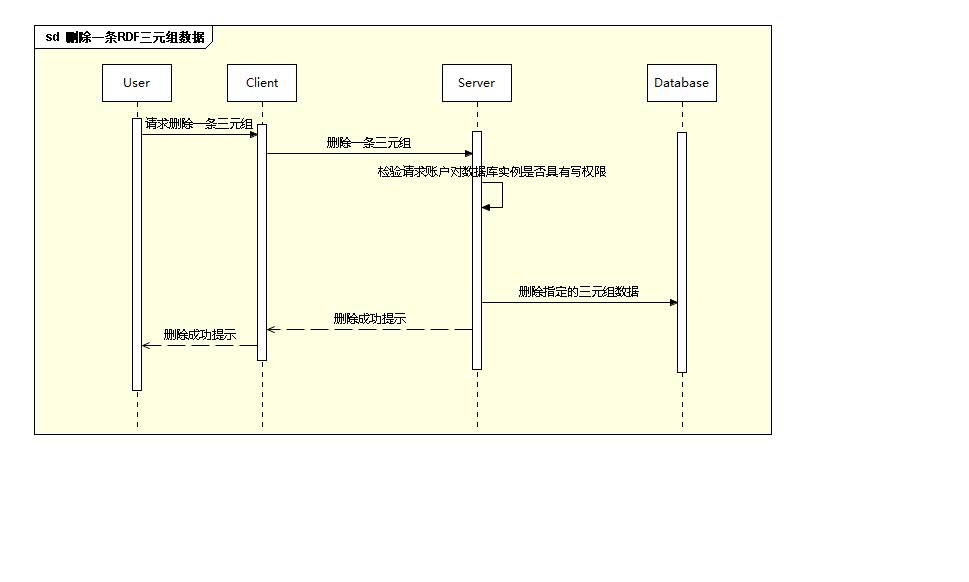 sd 删除一条RDF三元组数据
User
Client
Server
Database
请求删除一条三元组
删除一条三元组
检验请求账户对数据库实例是否具有写权限
删除指定的三元组数据
删除成功提示
删除成功提示